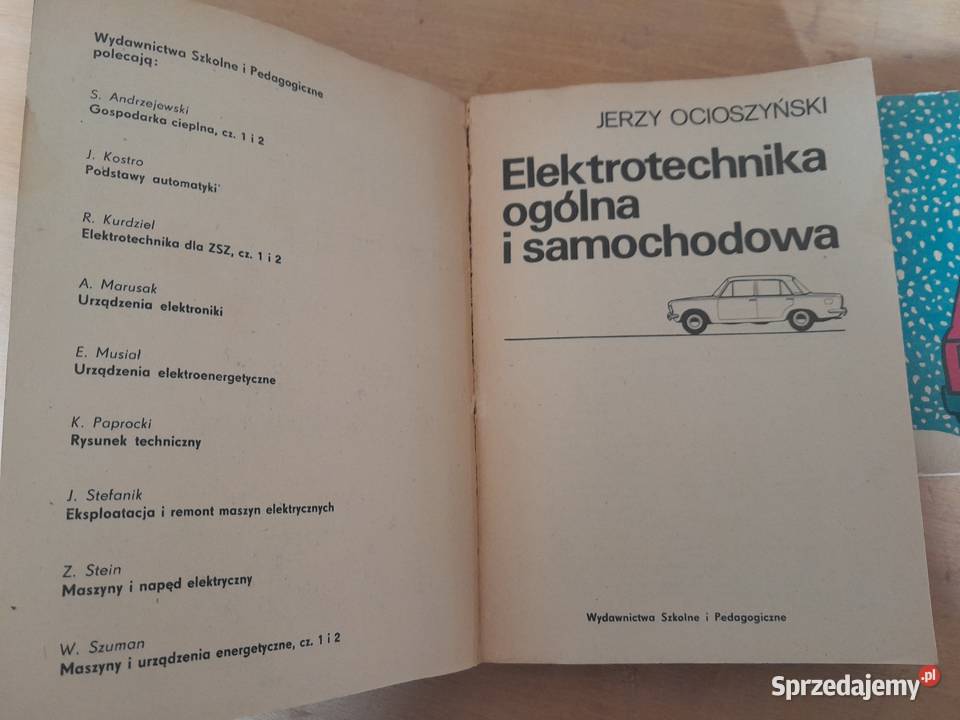 Wydawnictwa Szkolne i Pedagogiczne
polecają:
S. Andrzejewski
Gospodarka cieplna, cz. 1 i 2
J. Kostro
Podstawy automatyki
R. Kurdziel
Elektrotechnika dla ZSZ, cz. 1 i 2
A. Marusak
Urządzenia elektroniki
E. Musiał
Urządzenia elektroenergetyczne
K. Paprocki
Rysunek techniczny
J. Stefanik
Eksploatacja i remont maszyn elektrycznych
Z. Stein
Maszyny i napęd elektryczny
W. Szuman
Maszyny i urządzenia energetyczne, cz. 1 i 2
JERZY OCIOSZYŃSKI
Elektrotechnika
ogólna
i samochodowa
Wydawnictwa Szkolne i Pedagogiczne
Sprzedajemy.pl